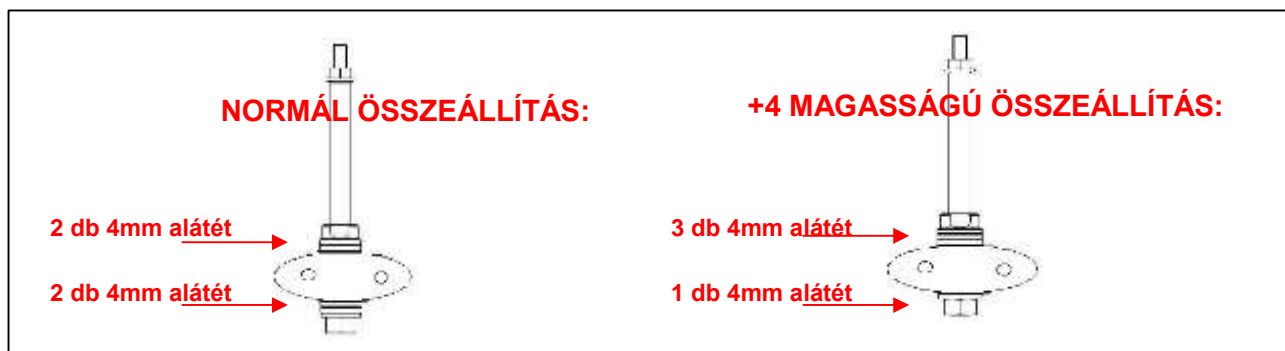 NORMÁL ÖSSZEÁLLÍTÁS:
2 db 4mm alátét
2 db 4mm alátét
+4 MAGASSÁGÚ ÖSSZEÁLLÍTÁS:
3 db 4mm alátét
1 db 4mm alátét